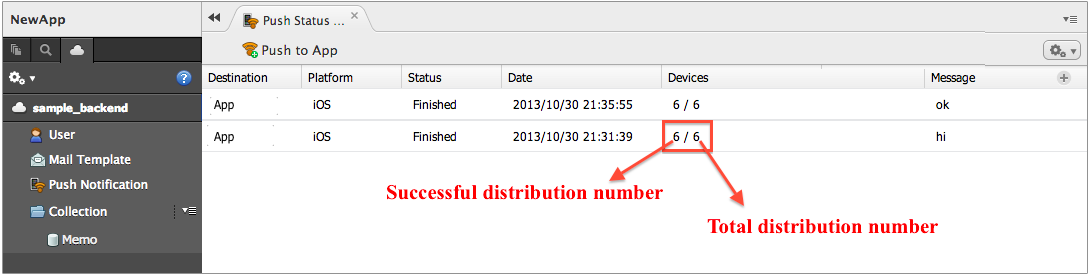 NewApp
Push Status ...
Push to App
Destination Platform Status Date Devices Message
App iOS Finished 2013/10/30 21:35:55 6 / 6 ok
App iOS Finished 2013/10/30 21:31:39 6 / 6 hi
sample_backend
User
Mail Template
Push Notification
Collection
Memo
Successful distribution number
Total distribution number